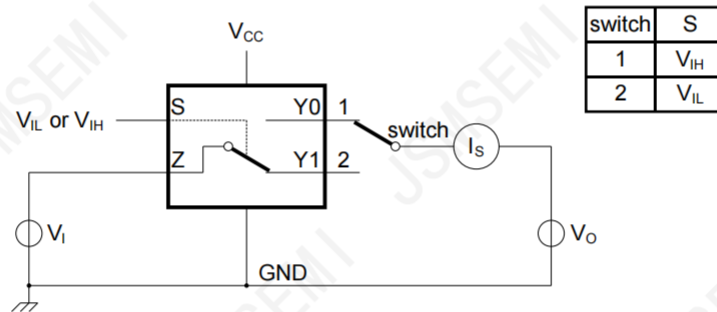 switch S
1 VIH
2 VIL
VCC
VIL or VIH
S
Y0
1
switch
IS
Z
Y1
2
VI
VO
GND
JSMSEMI
JSMSEMI